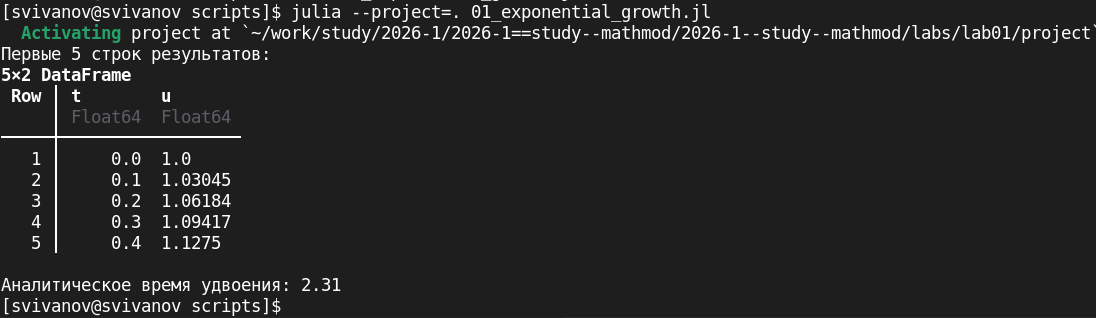 [svivanov@svivanov scripts]$ julia --project=. 01_exponential_growth.jl
Activating project at `~/work/study/2026-1/2026-1==study--mathmod/2026-1--study--mathmod/labs/lab01/project`
Первые 5 строк результатов:
5×2 DataFrame
Row │ t u
│ Float64 Float64
1 │ 0.0 1.0
2 │ 0.1 1.03045
3 │ 0.2 1.06184
4 │ 0.3 1.09417
5 │ 0.4 1.1275
Аналитическое время удвоения: 2.31
[svivanov@svivanov scripts]$